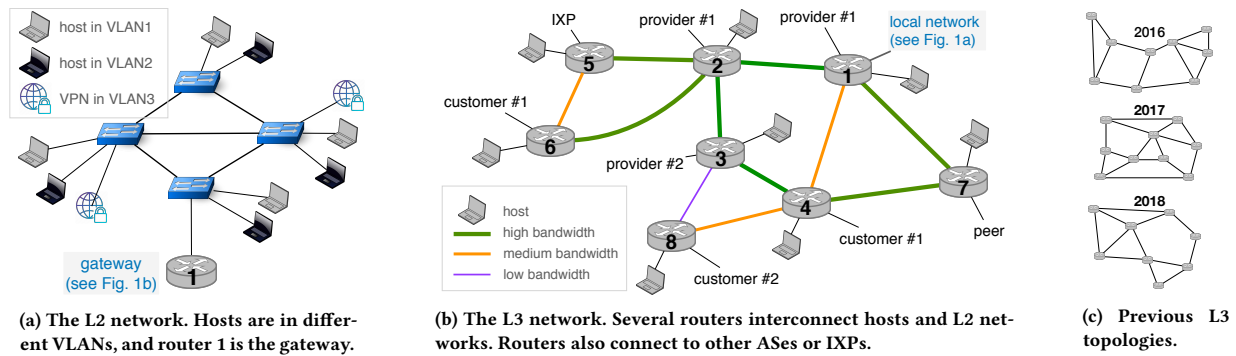 host in VLAN1
host in VLAN2
VPN in VLAN3
gateway
(see Fig. 1b)
1
(a) The L2 network. Hosts are in differ-
ent VLANs, and router 1 is the gateway.
IXP
provider #1
provider #1
local network
(see Fig. 1a)
5
2
1
customer #1
6
provider #2
3
7
peer
4
customer #1
8
customer #2
host
high bandwidth
medium bandwidth
low bandwidth
(b) The L3 network. Several routers interconnect hosts and L2 net-
works. Routers also connect to other ASes or IXPs.
2016
2017
2018
(c) Previous L3
topologies.